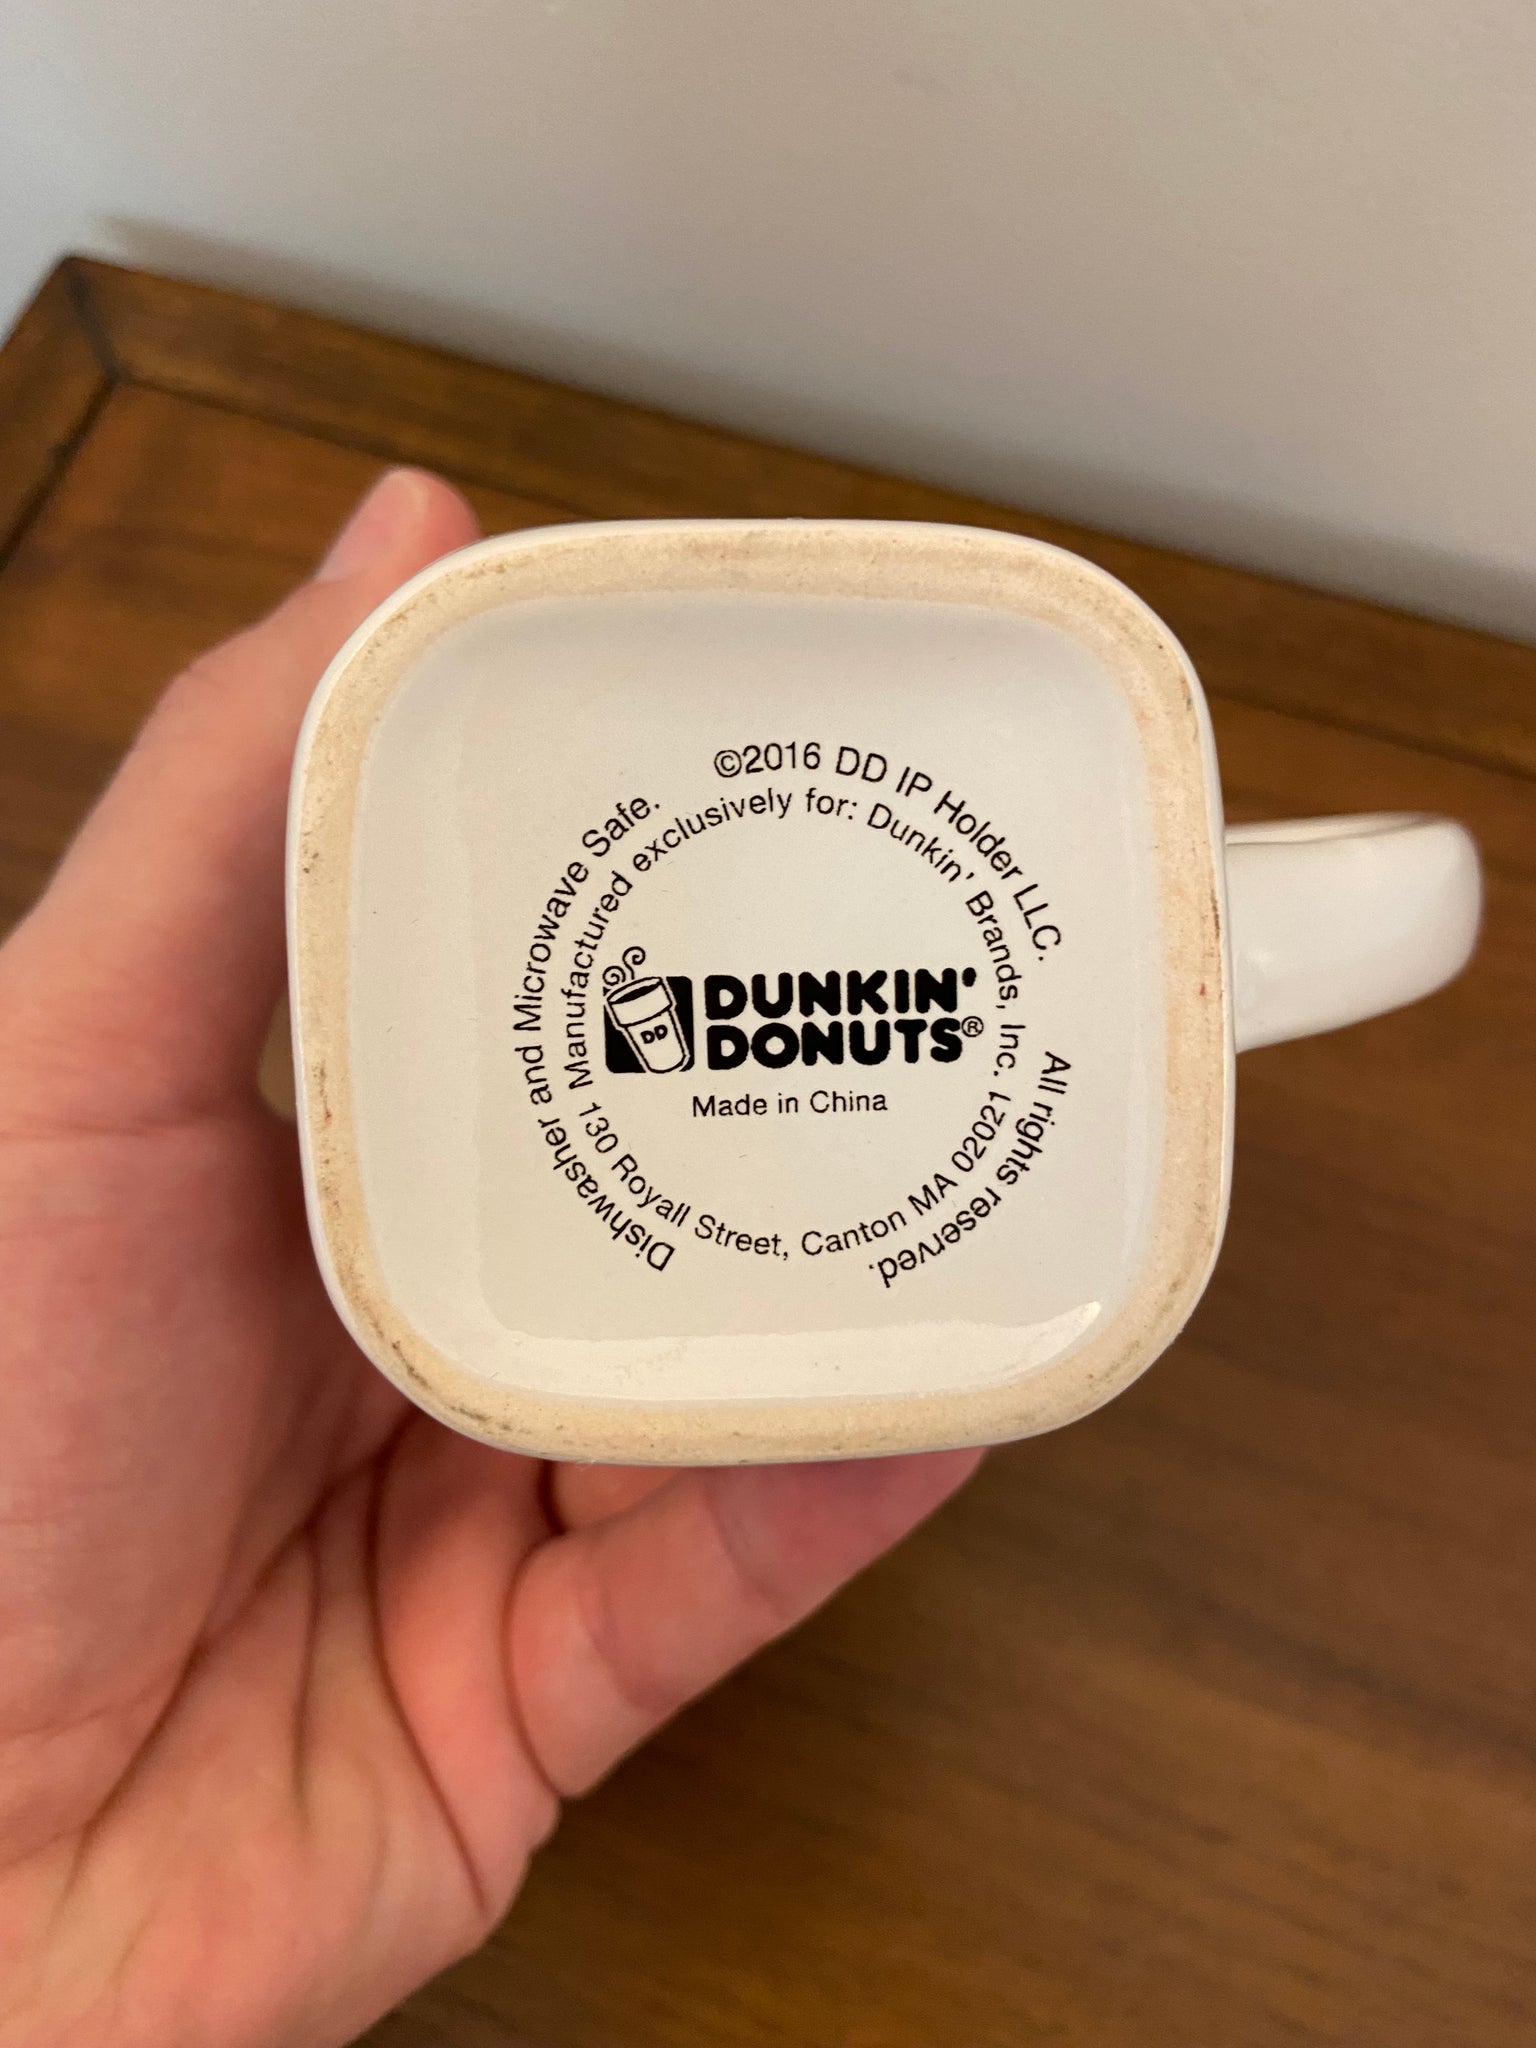 Dishwasher and Microwave Safe. ©2016 DD IP Holder LLC. All rights reserved.
Manufactured exclusively for: Dunkin' Brands, Inc.
130 Royall Street, Canton MA 02021
DD
DUNKIN'
DONUTS®
Made in China